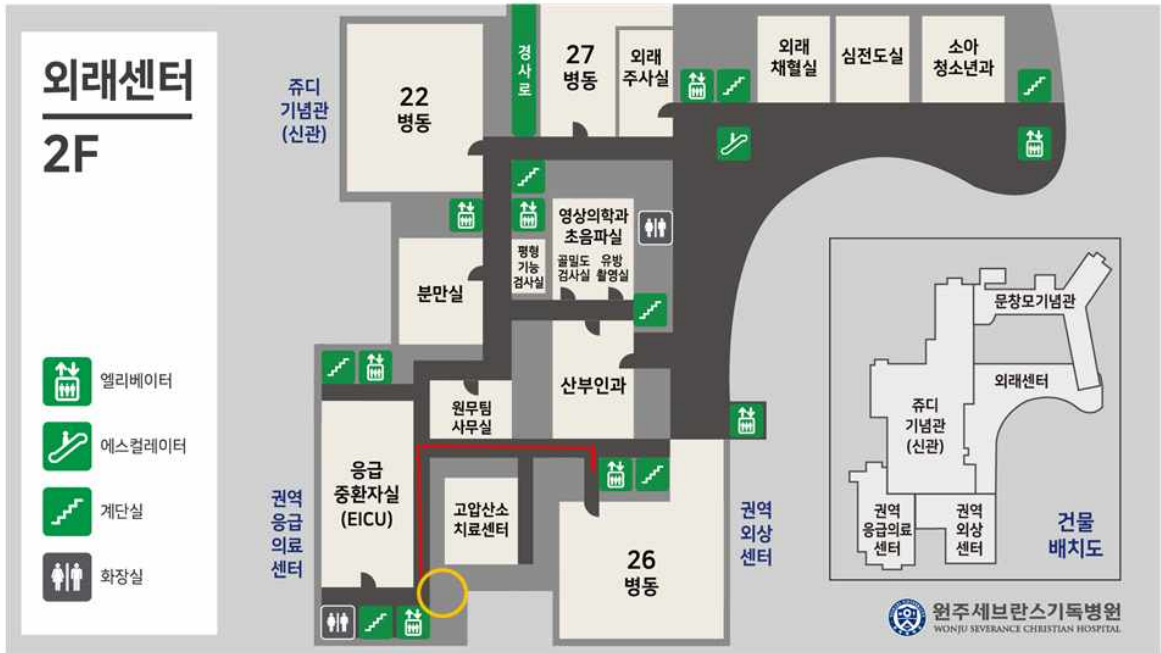 외래센터
2F
엘리베이터
에스컬레이터
계단실
화장실
쥬디
기념관
(신관)
22
병동
경사로
27
병동
외래
주사실
외래
채혈실
심전도실
소아
청소년과
영상의학과
초음파실
골밀도
검사실
유방
촬영실
평형
기능
검사실
분만실
산부인과
원무팀
사무실
응급
중환자실
(EICU)
고압산소
치료센터
26
병동
권역
응급
의료
센터
권역
외상
센터
문창모기념관
외래센터
쥬디
기념관
(신관)
권역
응급의료
센터
권역
외상
센터
건물
배치도
원주세브란스기독병원
WONJU SEVERANCE CHRISTIAN HOSPITAL